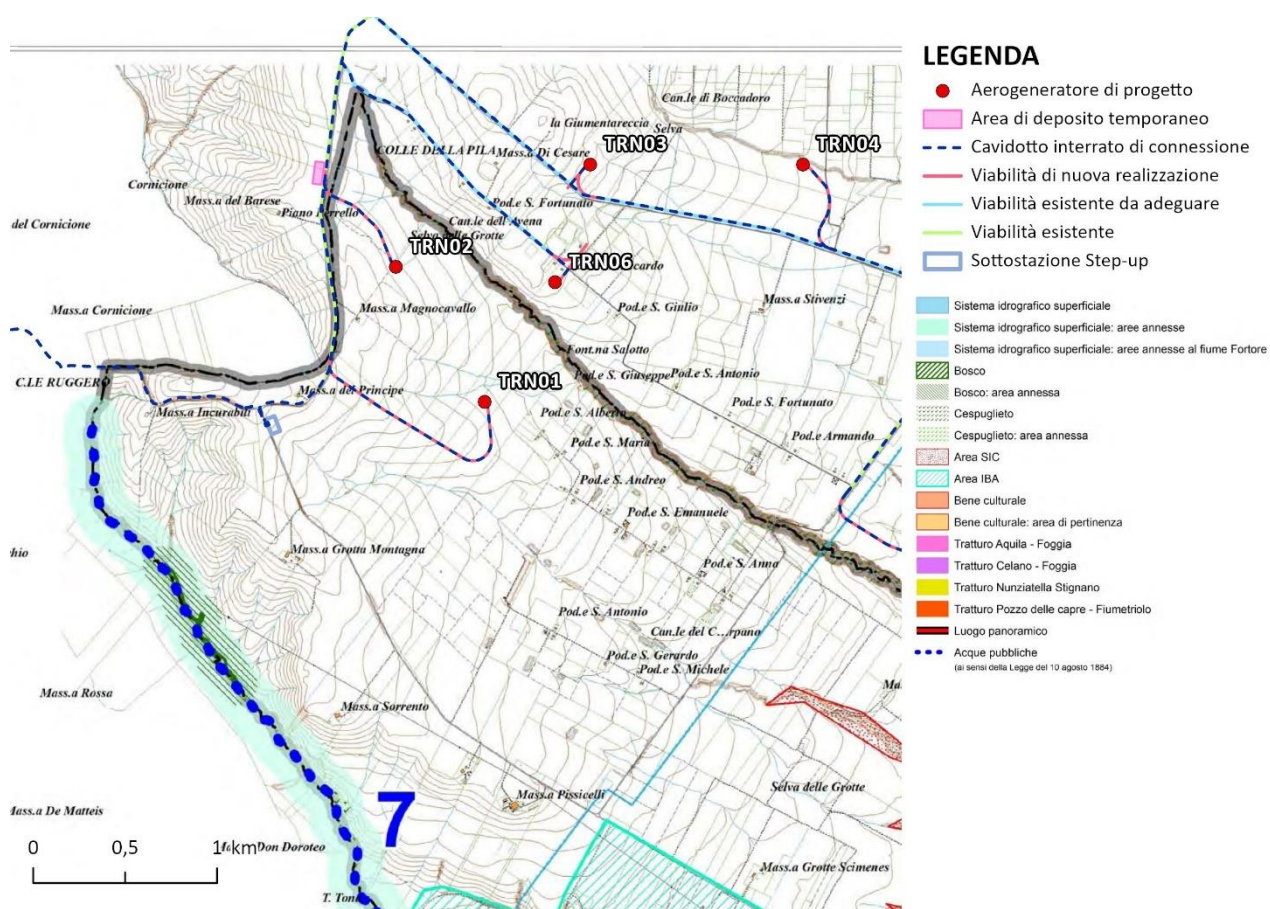 LEGENDA
Aerogeneratore di progetto
Area di deposito temporaneo
Cavidotto interrato di connessione
Viabilità di nuova realizzazione
Viabilità esistente da adeguare
Viabilità esistente
Sottostazione Step-up
Sistema idrografico superficiale
Sistema idrografico superficiale: aree annesse
Sistema idrografico superficiale: aree annesse al fiume Fortore
Bosco
Bosco: area annessa
Cespuglieto
Cespuglieto: area annessa
Area SIC
Area IBA
Bene culturale
Bene culturale: area di pertinenza
Tratturo Aquila - Foggia
Tratturo Celano - Foggia
Tratturo Nunziatella Stignano
Tratturo Pozzo delle capre - Fiumetriolo
Luogo panoramico
Acque pubbliche
(ai sensi della Legge del 10 agosto 1884)
Can.le di Boccadoro
la Giumentareccia
Selva
TRN03
TRN04
COLLE DELLA PILA
Mass.a Di Cesare
Cornicione
Mass.a del Barese
Piano
Pod.e S. Fortunato
Can.le dell'Avena
Selva delle Grotte
del Cornicione
TRN02
TRN06
Mass.a Magnocavallo
Pod.e S. Giulio
Mass.a Stivenzi
Mass.a Cornicione
Font.na Salotto
C.LE RUGGERO
Pod.e S. Giuseppe
Pod.e S. Antonio
Mass.a del Principe
TRN01
Mass.a Incurabili
Pod.e S. Alberto
Pod.e S. Fortunato
Pod.e S. Maria
Pod.e Armando
Pod.e S. Andreo
Pod.e S. Emanuele
Mass.a Grotta Montagna
Pod.e S. Anna
Pod.e S. Antonio
Can.le del
Pod.e S. Gerardo
Pod.e S. Michele
Mass.a Rossa
Mass.a Sorrento
Selva delle Grotte
Mass.a Pissicelli
7
Mass.a De Matteis
0 0,5 1 km
Don Doroteo
Mass.a Grotte Scimenes